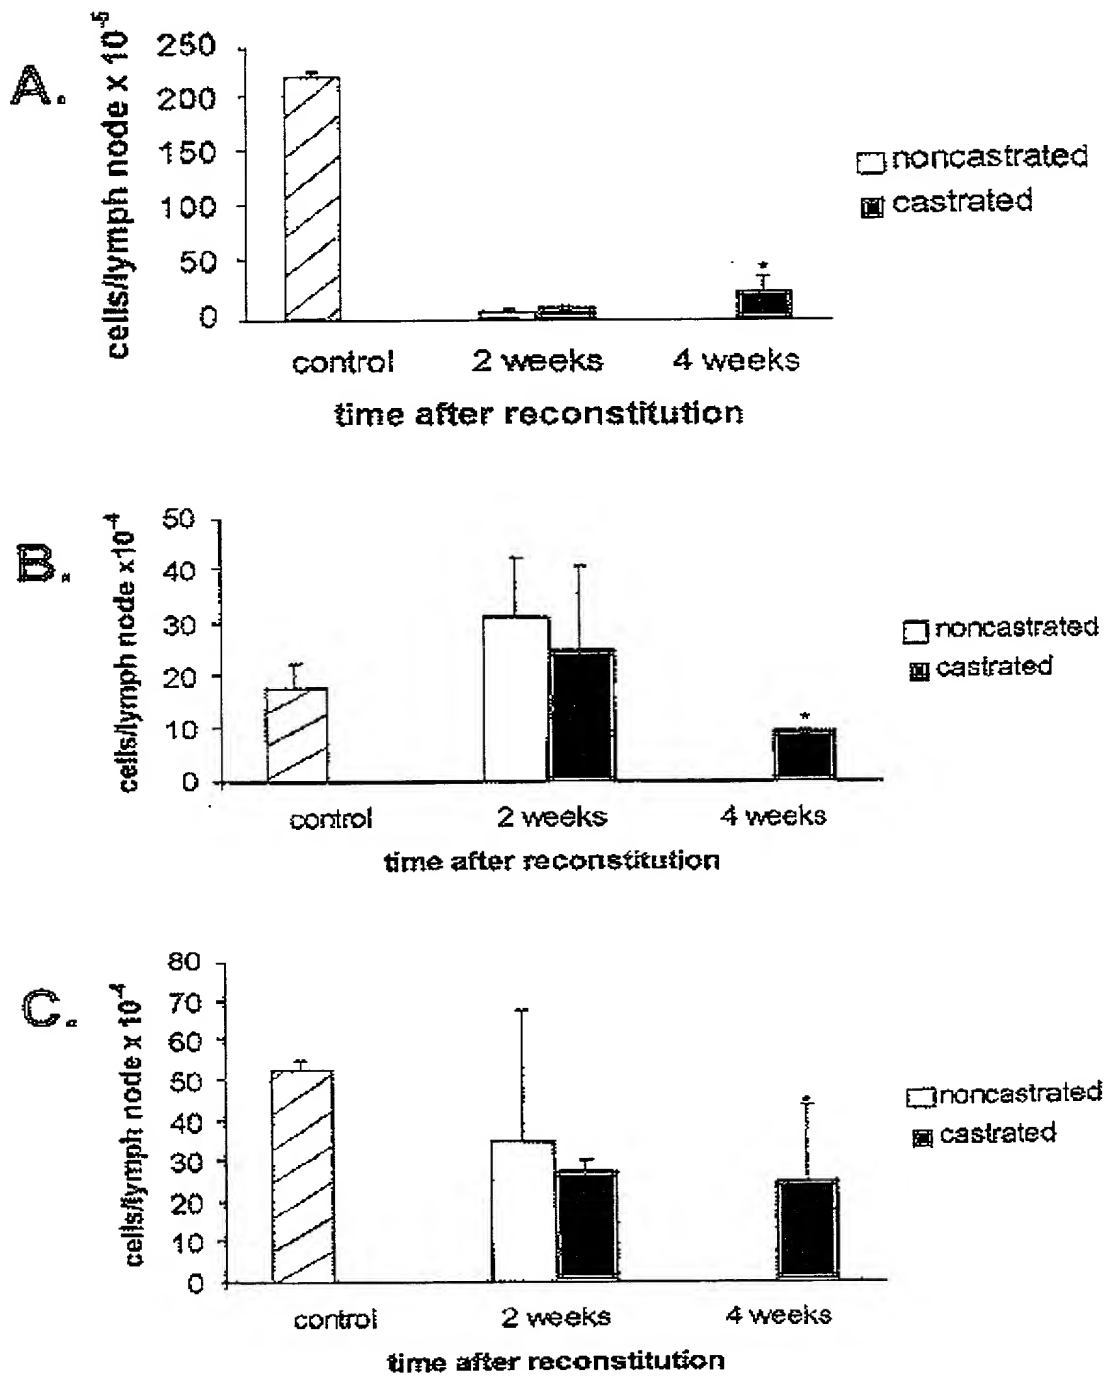 A.
cells/lymph node x 10⁻⁵
250
200
150
100
50
0
*
control
2 weeks
4 weeks
time after reconstitution
noncastrated
castrated
B.
cells/lymph node x10⁻⁴
50
40
30
20
10
0
*
control
2 weeks
4 weeks
time after reconstitution
noncastrated
castrated
C.
cells/lymph node x 10⁻⁴
80
70
60
50
40
30
20
10
0
*
control
2 weeks
4 weeks
time after reconstitution
noncastrated
castrated